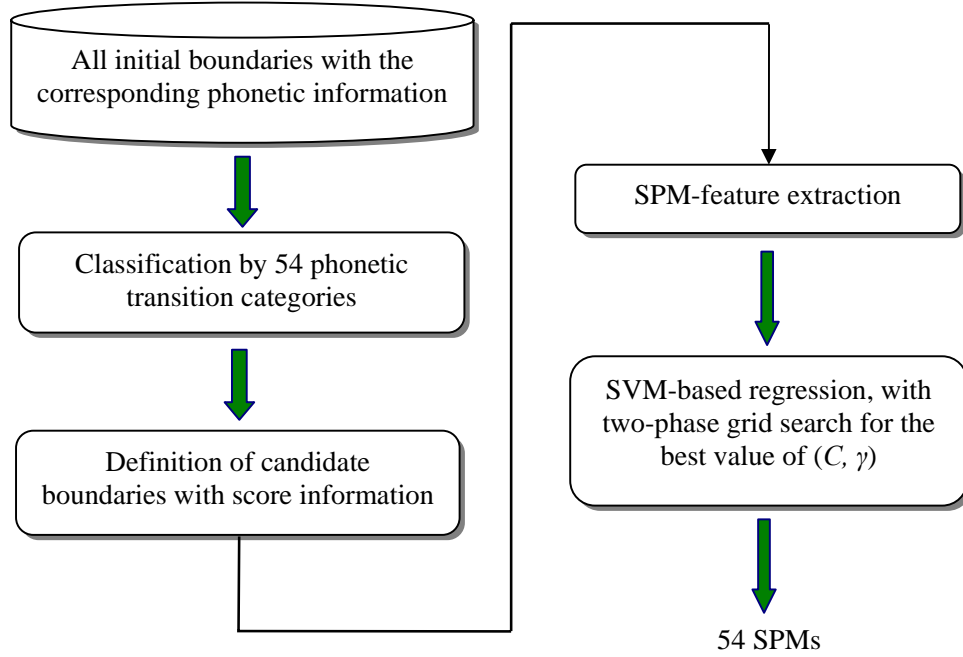 All initial boundaries with the
corresponding phonetic information
Classification by 54 phonetic
transition categories
Definition of candidate
boundaries with score information
SPM-feature extraction
SVM-based regression, with
two-phase grid search for the
best value of (C, γ)
54 SPMs